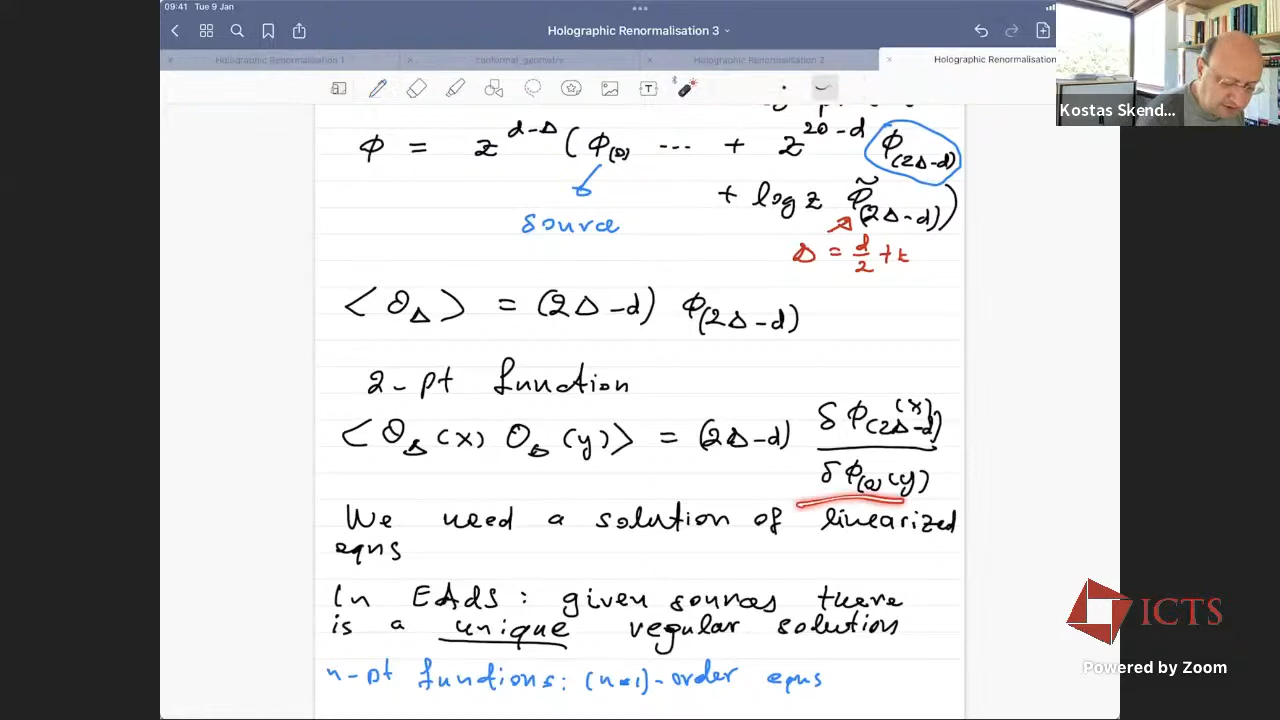 09:41 Tue 9 Jan
Holographic Renormalisation 3
Holographic Renormalisation 1
conformal_geometry
Holographic Renormalisation 2
Holographic Renormalisation
Kostas Skend...
Φ = z^{d-Δ} ( Φ_{(0)} ... + z^{2Δ-d} Φ_{(2Δ-d)}
+ log z Φ̃_{(2Δ-d)} )
source
Δ = d/2 + k
< O_Δ > = (2Δ-d) Φ_{(2Δ-d)}
2-pt function
< O_Δ(x) O_Δ(y) > = (2Δ-d) δΦ_{(2Δ-d)}(x) / δΦ_{(0)}(y)
We need a solution of linearized
eqns
In EAdS : given sources there
is a unique regular solution
n-pt functions: (n-1)-order eqns
ICTS
Powered by Zoom